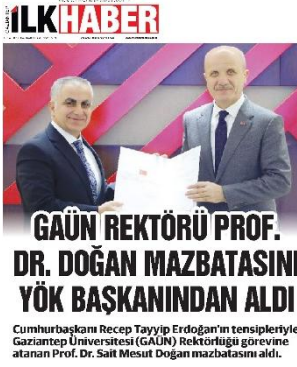 İLKHABER
GAÜN REKTÖRÜ PROF.
DR. DOĞAN MAZBATASINI
YÖK BAŞKANINDAN ALDI
Cumhurbaşkanı Recep Tayyip Erdoğan'ın tensipleriyle
Gaziantep Üniversitesi (GAÜN) Rektörlüğü görevine
atanan Prof. Dr. Sait Mesut Doğan mazbatasını aldı.